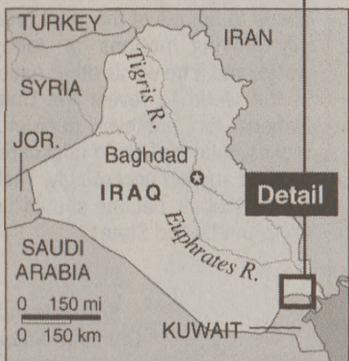 TURKEY
IRAN
SYRIA
Tigris R.
JOR.
Baghdad
IRAQ
Detail
Euphrates R.
SAUDI
ARABIA
0 150 mi
0 150 km
KUWAIT